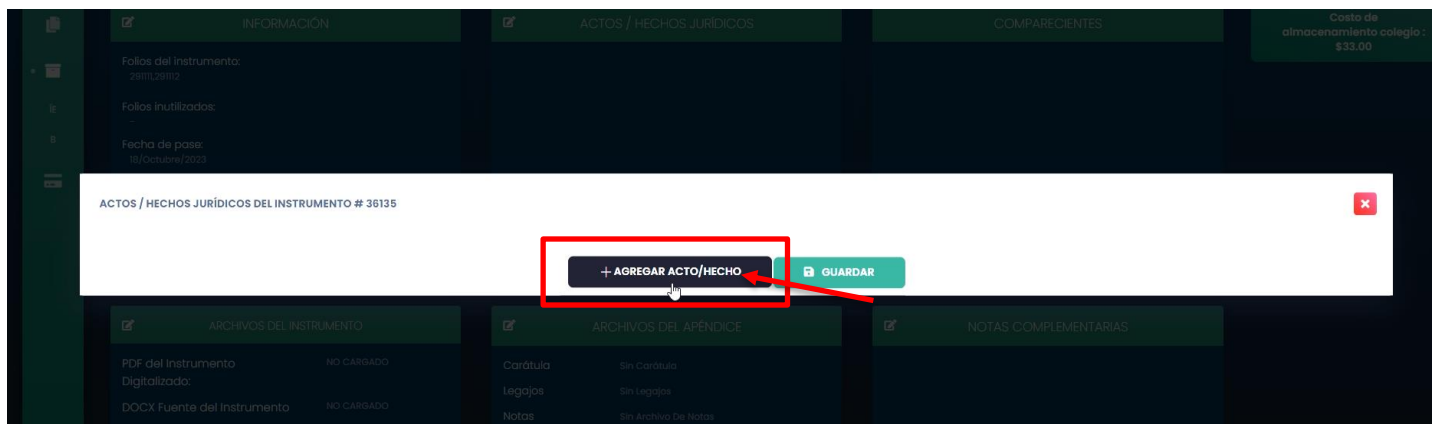 INFORMACIÓN
Folios del instrumento:
291111,291112
Folios inutilizados:
-
Fecha de pase:
18/Octubre/2023
ACTOS / HECHOS JURÍDICOS
COMPARECIENTES
Costo de
almacenamiento colegio :
$33.00
ACTOS / HECHOS JURÍDICOS DEL INSTRUMENTO # 36135
+ AGREGAR ACTO/HECHO
GUARDAR
ARCHIVOS DEL INSTRUMENTO
PDF del Instrumento NO CARGADO
Digitalizado:
DOCX Fuente del Instrumento NO CARGADO
ARCHIVOS DEL APÉNDICE
Carátula Sin Carátula
Legajos Sin Legajos
Notas Sin Archivo De Notas
NOTAS COMPLEMENTARIAS